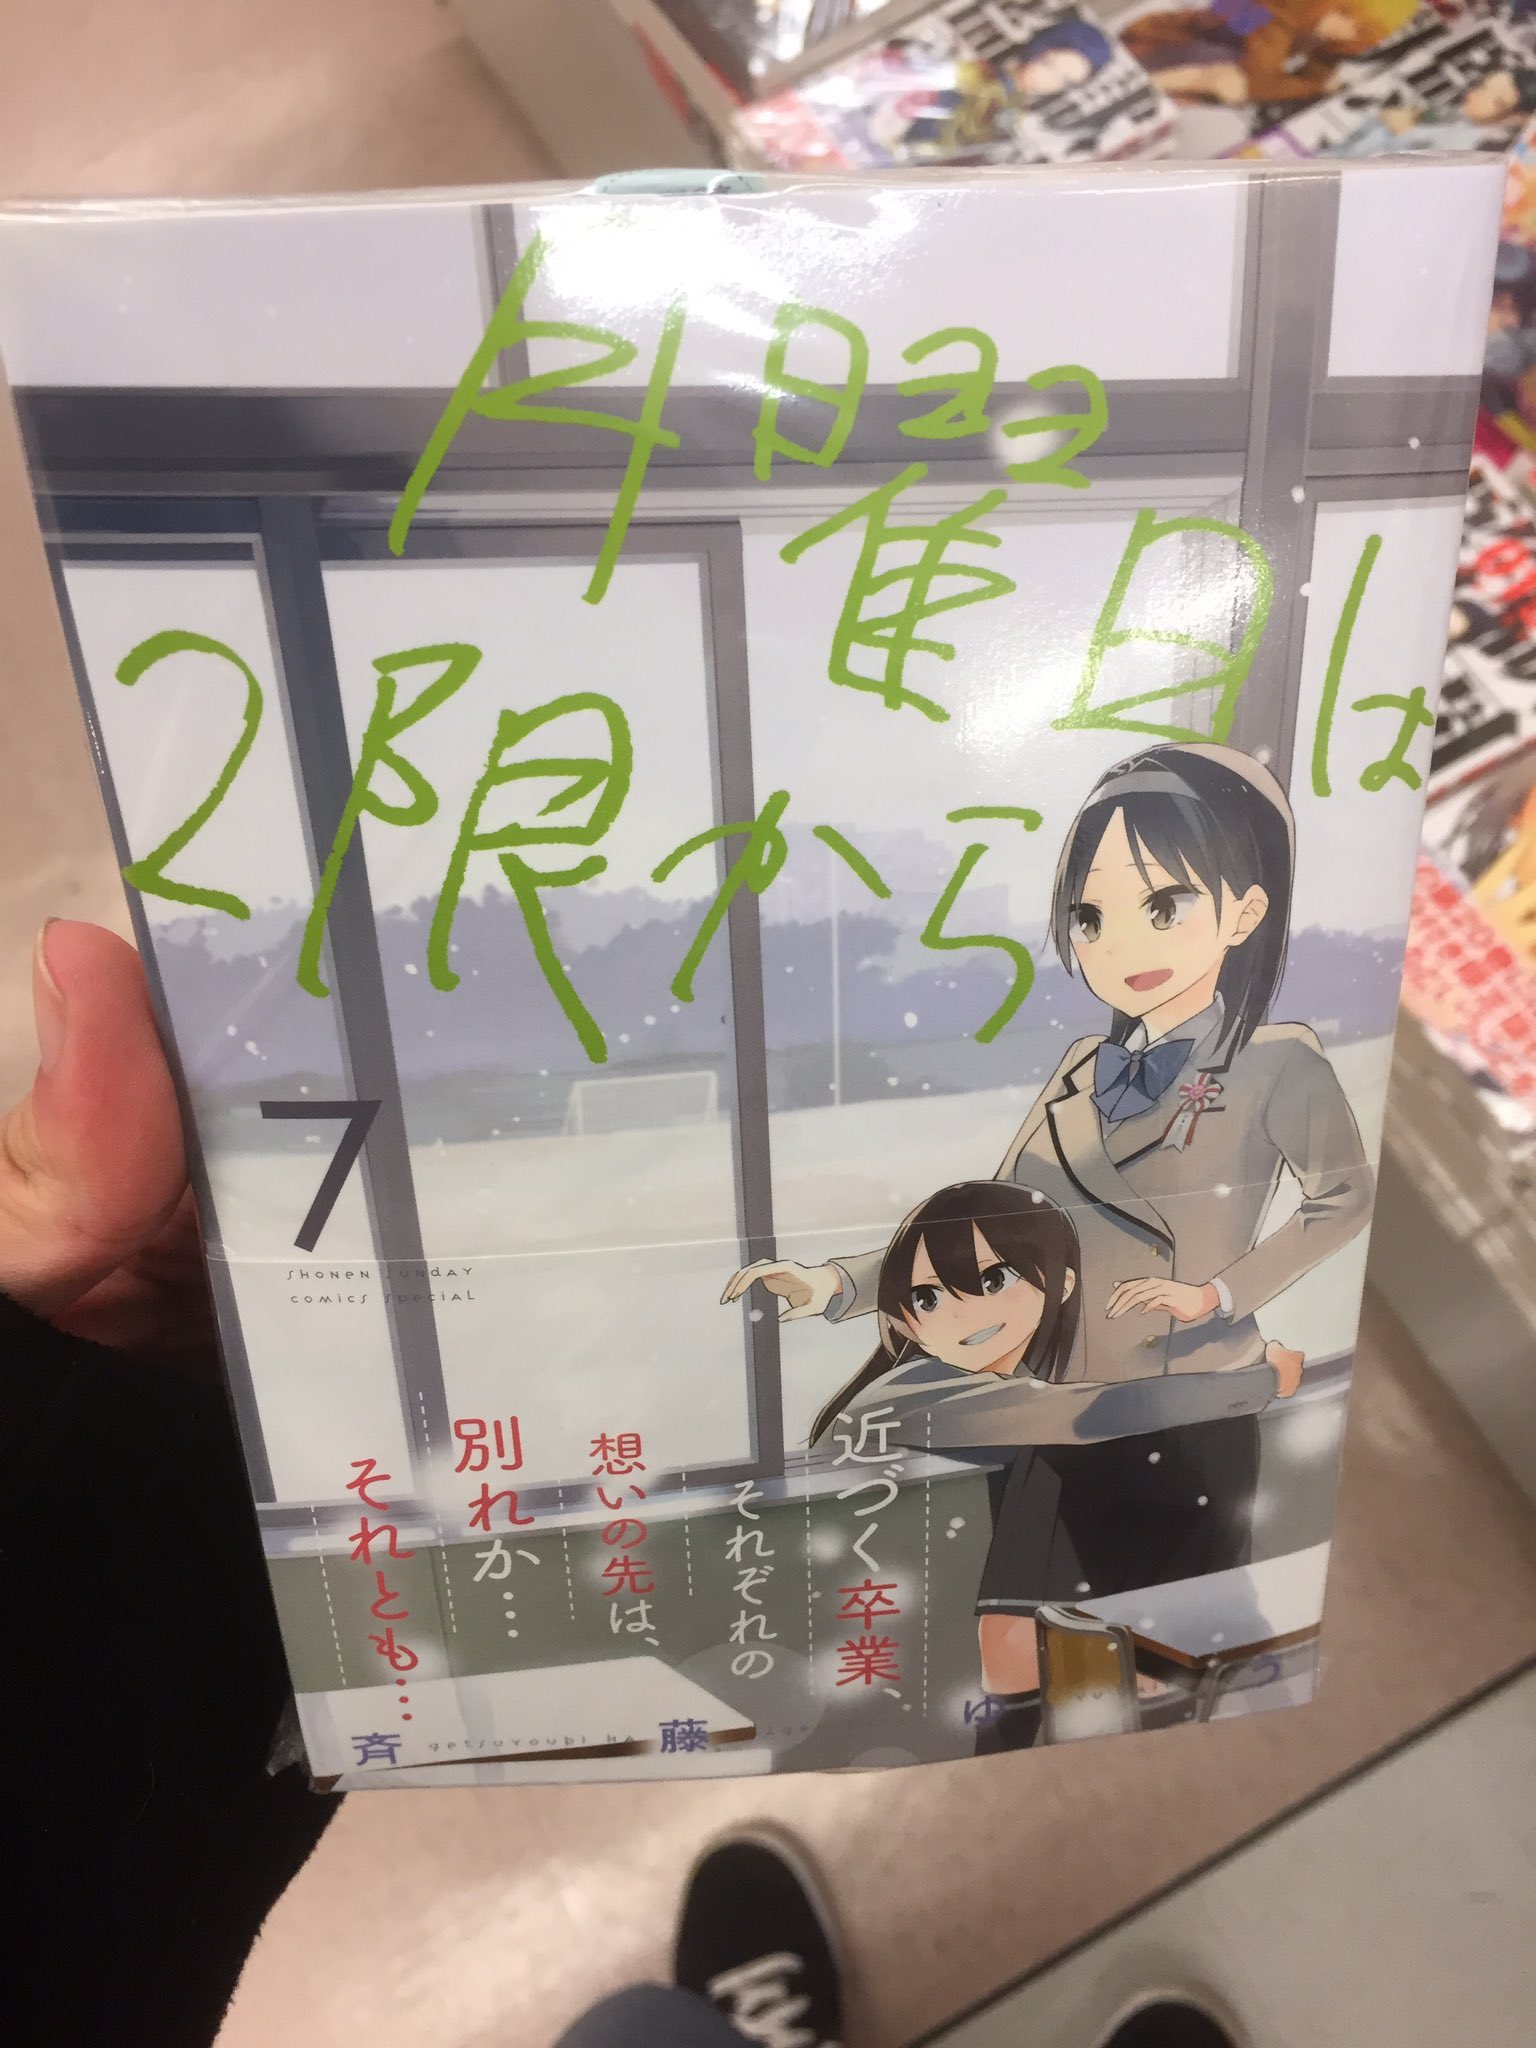 月曜日は
2限から
7
SHONEN SUNDAY
COMICS SPECIAL
近づく卒業、
それぞれの
想いの先は、
別れか…
それとも…
斉藤ゆう
getsuyoubi ha